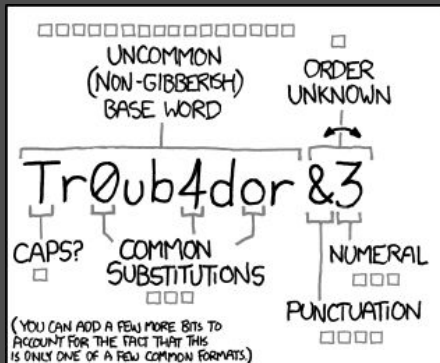 UNCOMMON
(NON-GIBBERISH)
BASE WORD
ORDER
UNKNOWN
Tr0ub4dor &3
CAPS?
COMMON
SUBSTITUTIONS
NUMERAL
PUNCTUATION
(YOU CAN ADD A FEW MORE BITS TO
ACCOUNT FOR THE FACT THAT THIS
IS ONLY ONE OF A FEW COMMON FORMATS.)